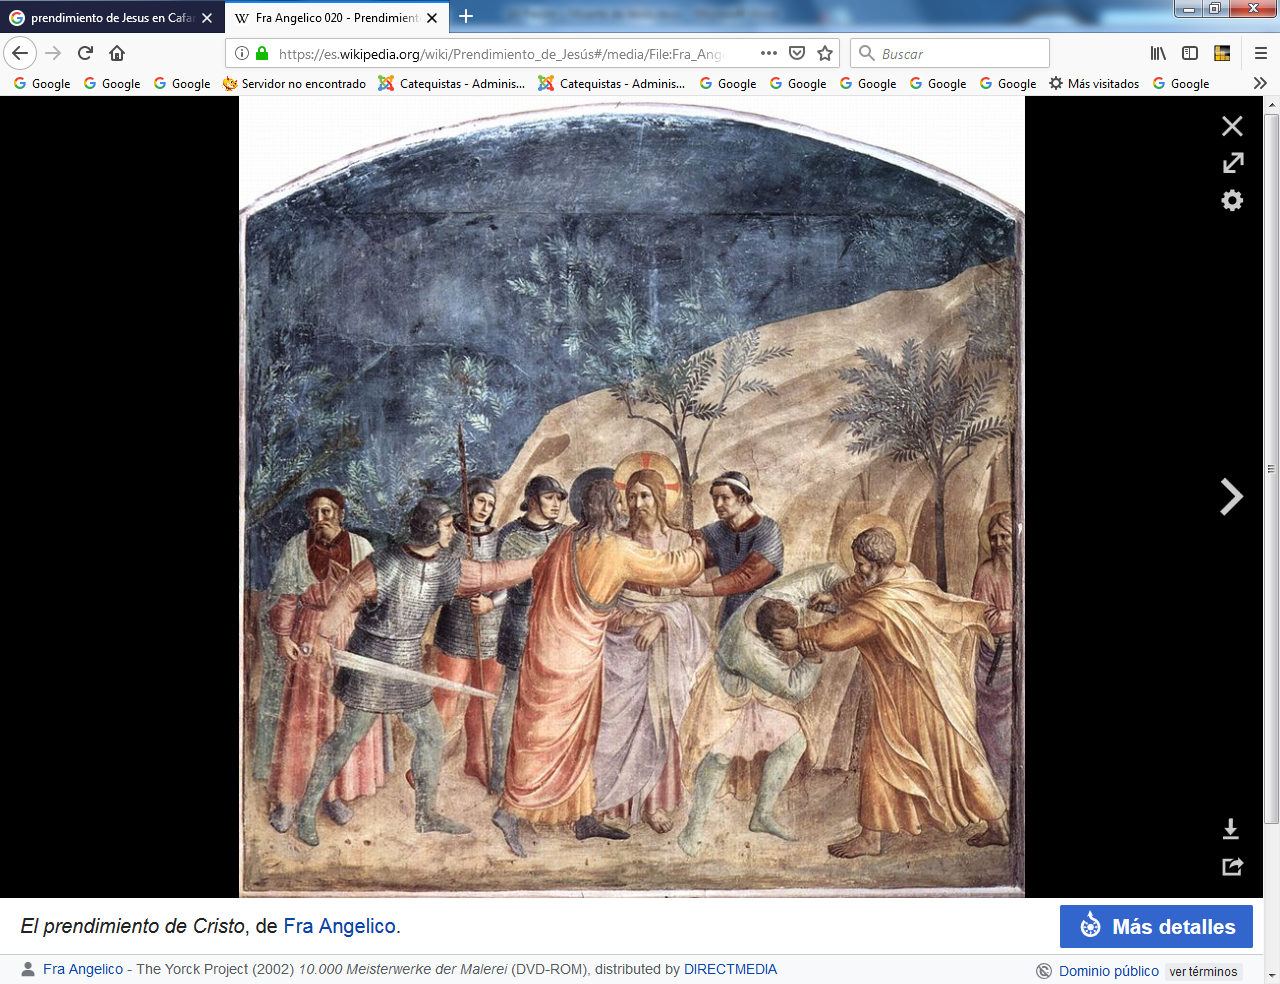 prendimiento de Jesus en Cafar
Fra Angelico 020 - Prendimient
https://es.wikipedia.org/wiki/Prendimiento_de_Jesús#/media/File:Fra_Ang
Buscar
Google Google Google Servidor no encontrado Catequistas - Adminis... Catequistas - Adminis... Google Google Google Google Google Más visitados Google
El prendimiento de Cristo, de Fra Angelico.
Más detalles
Fra Angelico - The Yorck Project (2002) 10.000 Meisterwerke der Malerei (DVD-ROM), distributed by DIRECTMEDIA
Dominio público ver términos